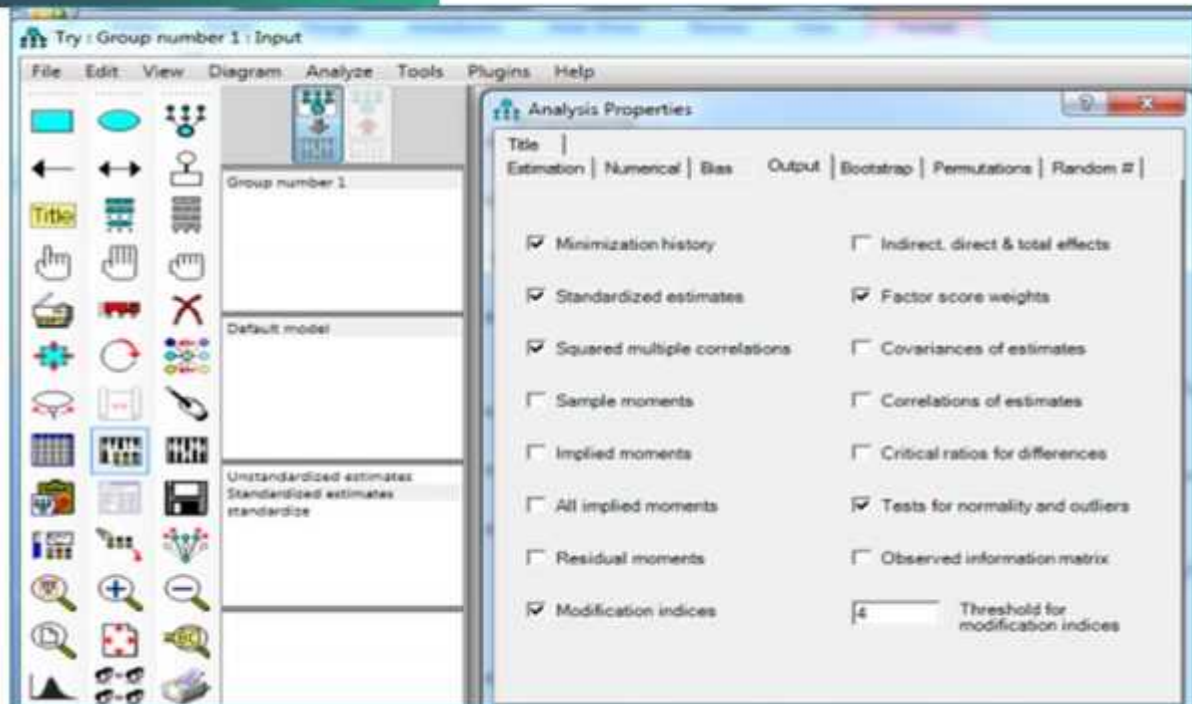 Try : Group number 1 : Input
File Edit View Diagram Analyze Tools Plugins Help
Title
Group number 1
Default model
Unstandardized estimates
Standardized estimates
standardize
Analysis Properties
Title
Estimation Numerical Bias Output Bootstrap Permutations Random #
Minimization history
Indirect, direct & total effects
Standardized estimates
Factor score weights
Squared multiple correlations
Covariances of estimates
Sample moments
Correlations of estimates
Implied moments
Critical ratios for differences
All implied moments
Tests for normality and outliers
Residual moments
Observed information matrix
Modification indices
4 Threshold for
modification indices